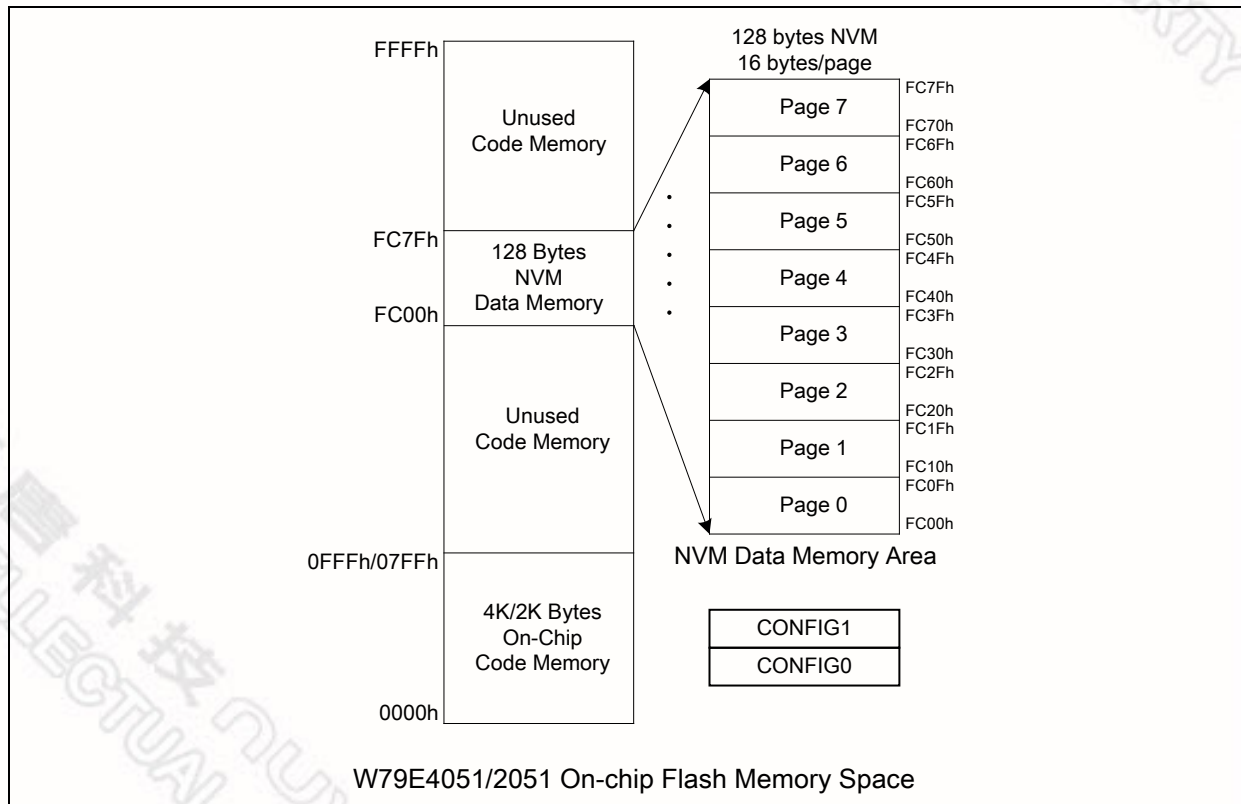 FFFFh
Unused
Code Memory
FC7Fh
128 Bytes
NVM
Data Memory
FC00h
Unused
Code Memory
0FFFh/07FFh
4K/2K Bytes
On-Chip
Code Memory
0000h
128 bytes NVM
16 bytes/page
Page 7
FC7Fh
FC70h
Page 6
FC6Fh
FC60h
Page 5
FC5Fh
FC50h
Page 4
FC4Fh
FC40h
Page 3
FC3Fh
FC30h
Page 2
FC2Fh
FC20h
Page 1
FC1Fh
FC10h
Page 0
FC0Fh
FC00h
NVM Data Memory Area
CONFIG1
CONFIG0
W79E4051/2051 On-chip Flash Memory Space